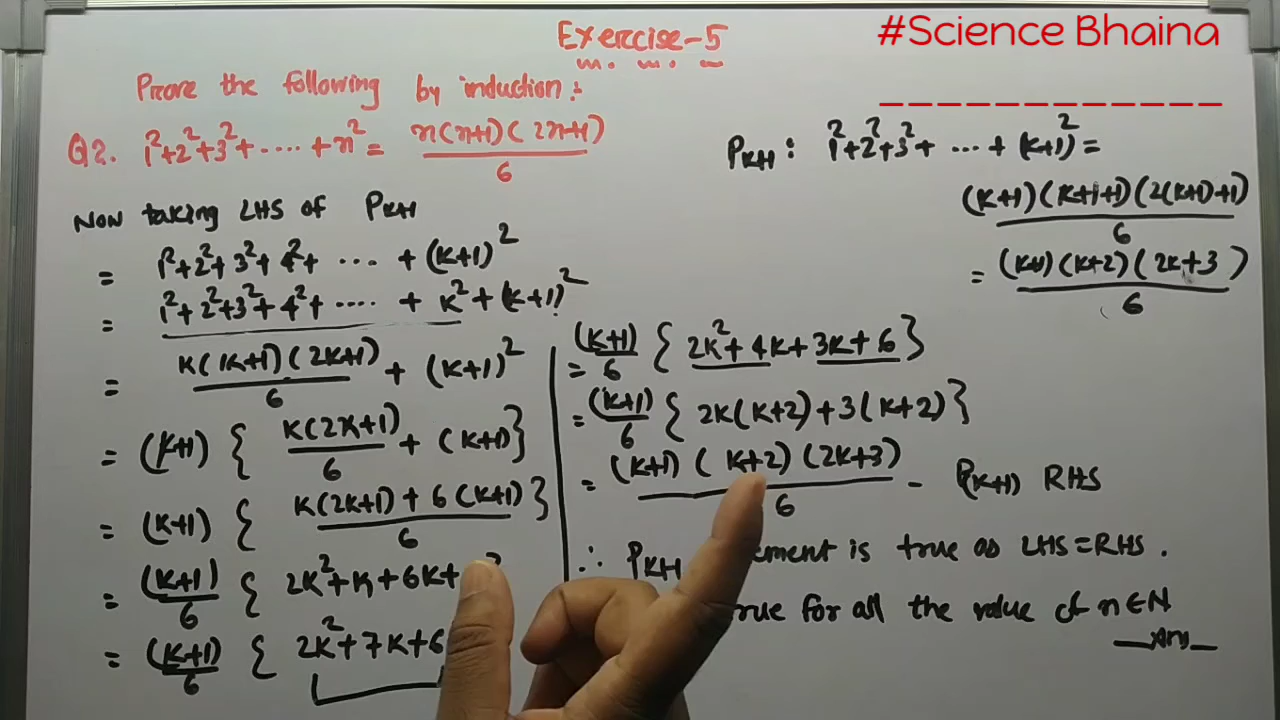 Exercise-5
#Science Bhaina
Prove the following by induction:-
Q2. 1²+2²+3²+....+n² = n(n+1)(2n+1)/6
Now taking LHS of Pk+1
= 1²+2²+3²+4²+ .... +(k+1)²
= 1²+2²+3²+4²+ .... + k²+(k+1)²
= k(k+1)(2k+1)/6 + (k+1)²
= (k+1) { k(2k+1)/6 + (k+1) }
= (k+1) { k(2k+1)+6(k+1)/6 }
= (k+1)/6 { 2k²+k+6k+
= (k+1)/6 { 2k²+7k+6
Pk+1 : 1²+2²+3²+ ...+(k+1)² =
(k+1)(k+1+1)(2(k+1)+1)/6
= (k+1)(k+2)(2k+3)/6
= (k+1)/6 { 2k²+4k+3k+6 }
= (k+1)/6 { 2k(k+2)+3(k+2) }
= (k+1)(k+2)(2k+3)/6 - P(k+1) RHS
∴ Pk+1 is true as LHS=RHS.
for all the value of n∈N
Ans